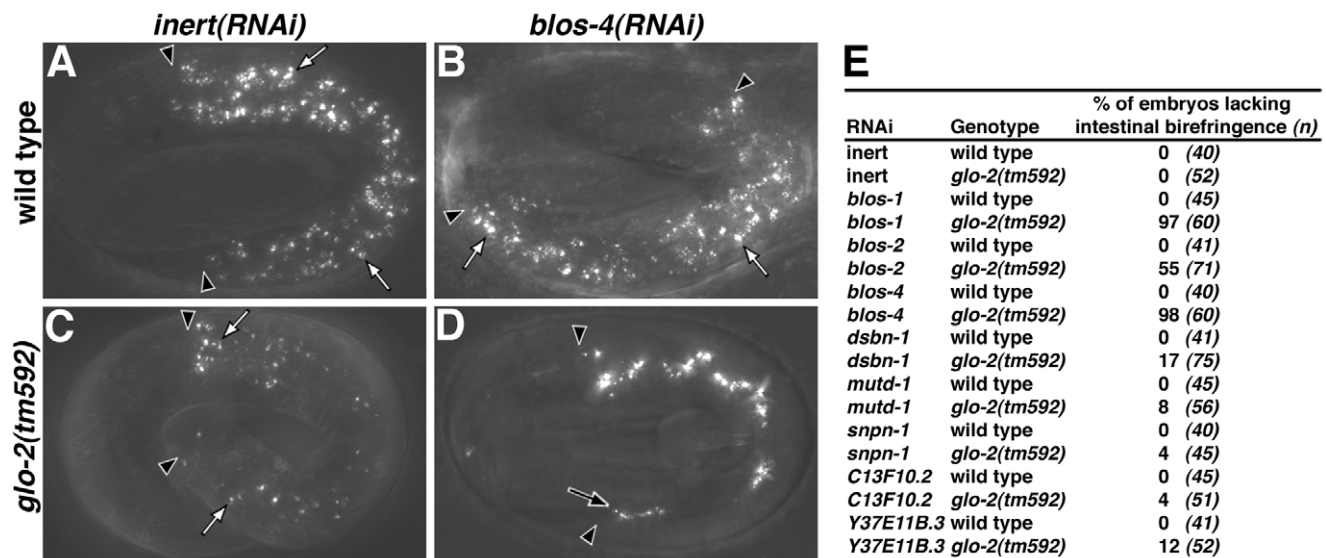 inert(RNAi)
blos-4(RNAi)
wild type
glo-2(tm592)
A
B
C
D
E
% of embryos lacking
RNAi Genotype intestinal birefringence (n)
inert wild type 0 (40)
inert glo-2(tm592) 0 (52)
blos-1 wild type 0 (45)
blos-1 glo-2(tm592) 97 (60)
blos-2 wild type 0 (41)
blos-2 glo-2(tm592) 55 (71)
blos-4 wild type 0 (40)
blos-4 glo-2(tm592) 98 (60)
dsbn-1 wild type 0 (41)
dsbn-1 glo-2(tm592) 17 (75)
mutd-1 wild type 0 (45)
mutd-1 glo-2(tm592) 8 (56)
snpn-1 wild type 0 (40)
snpn-1 glo-2(tm592) 4 (45)
C13F10.2 wild type 0 (45)
C13F10.2 glo-2(tm592) 4 (51)
Y37E11B.3 wild type 0 (41)
Y37E11B.3 glo-2(tm592) 12 (52)